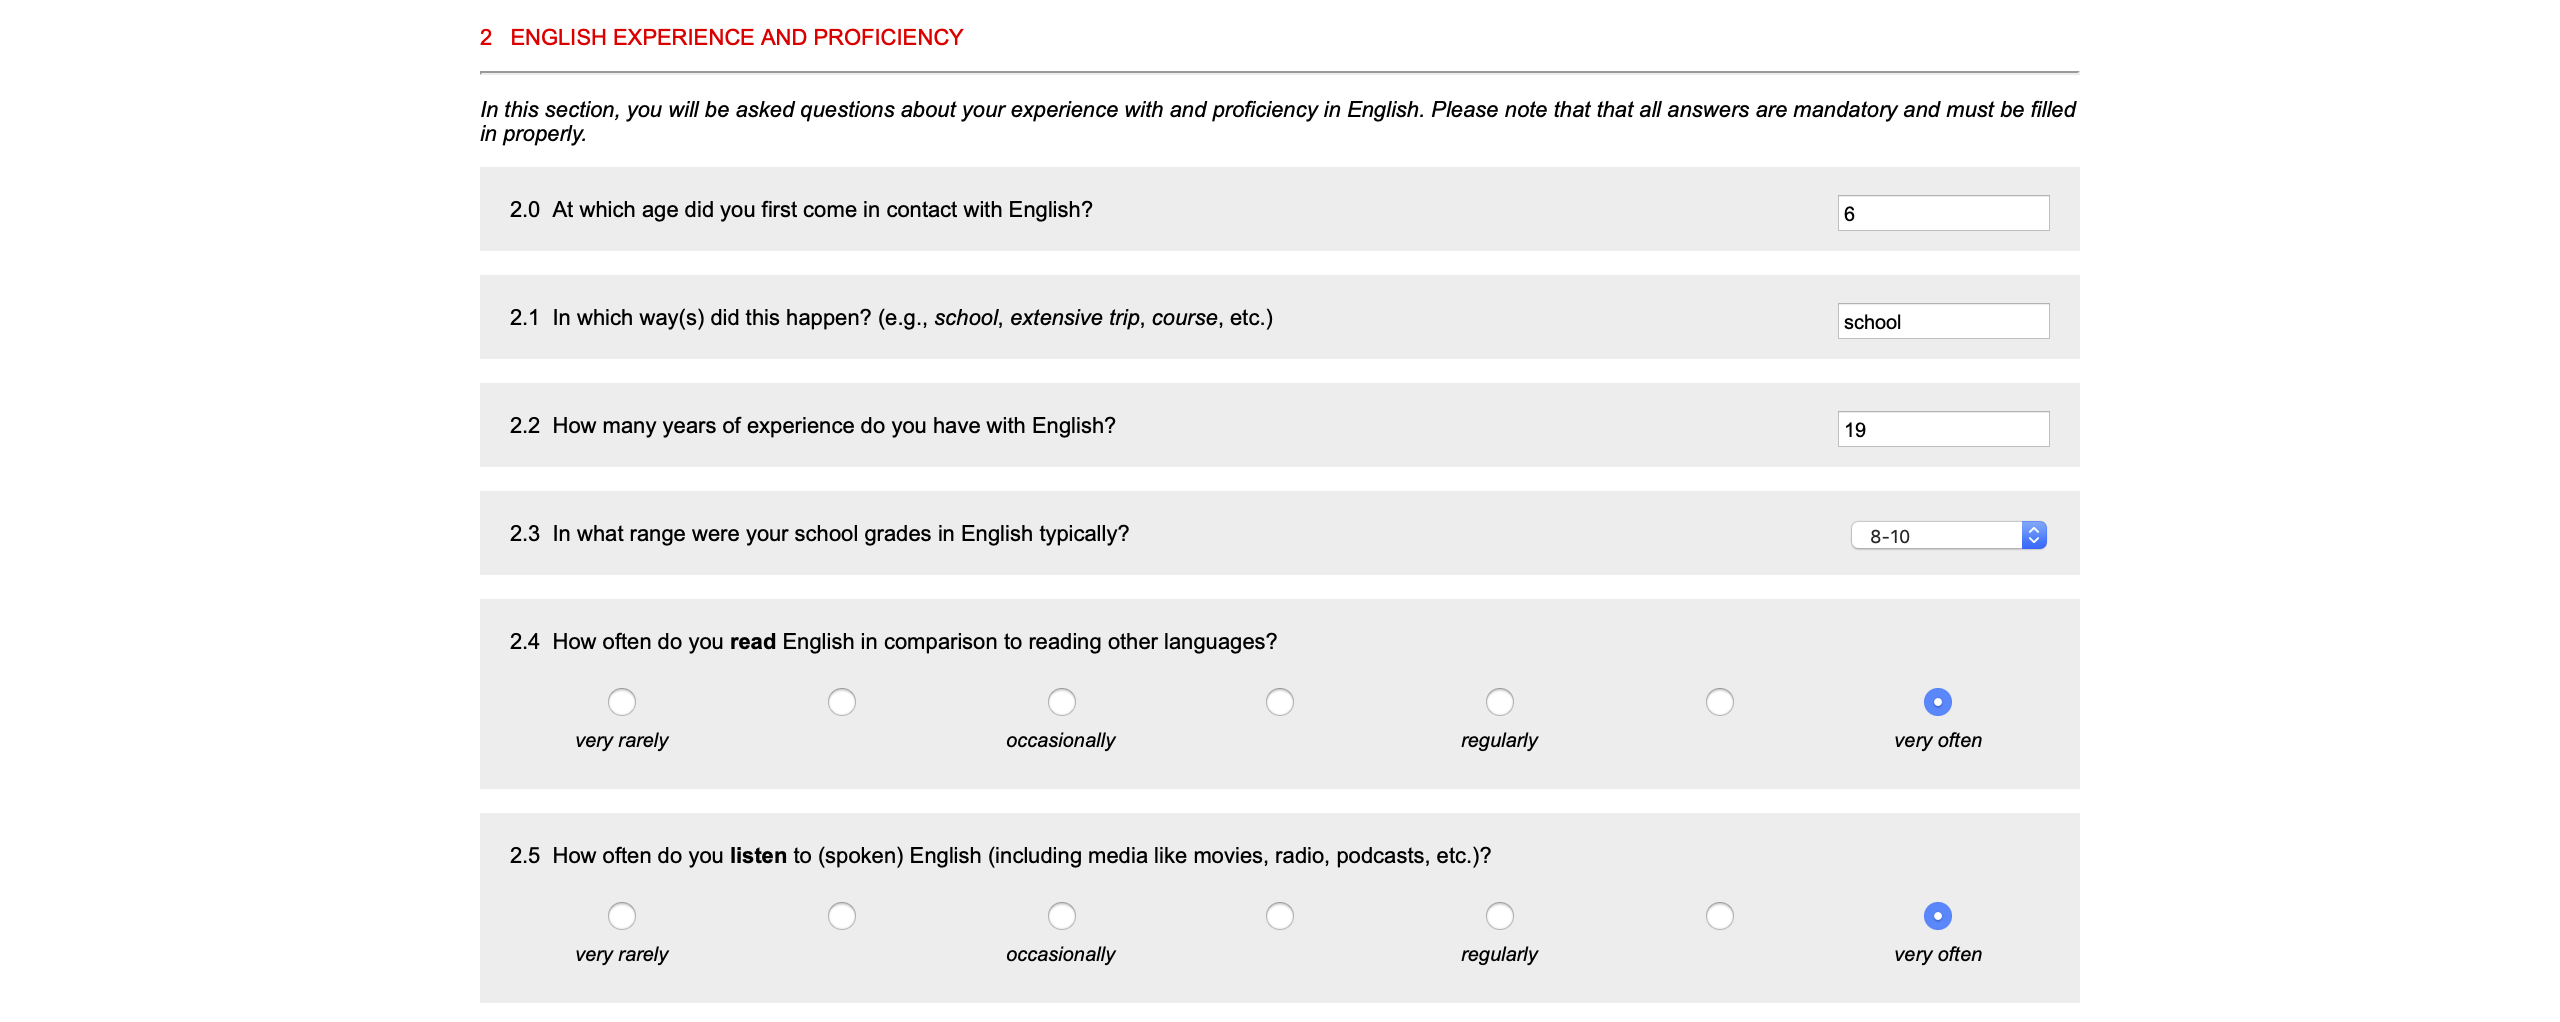 2 ENGLISH EXPERIENCE AND PROFICIENCY
In this section, you will be asked questions about your experience with and proficiency in English. Please note that that all answers are mandatory and must be filled
in properly.
2.0 At which age did you first come in contact with English?
6
2.1 In which way(s) did this happen? (e.g., school, extensive trip, course, etc.)
school
2.2 How many years of experience do you have with English?
19
2.3 In what range were your school grades in English typically?
8-10
2.4 How often do you read English in comparison to reading other languages?
very rarely occasionally regularly very often
2.5 How often do you listen to (spoken) English (including media like movies, radio, podcasts, etc.)?
very rarely occasionally regularly very often